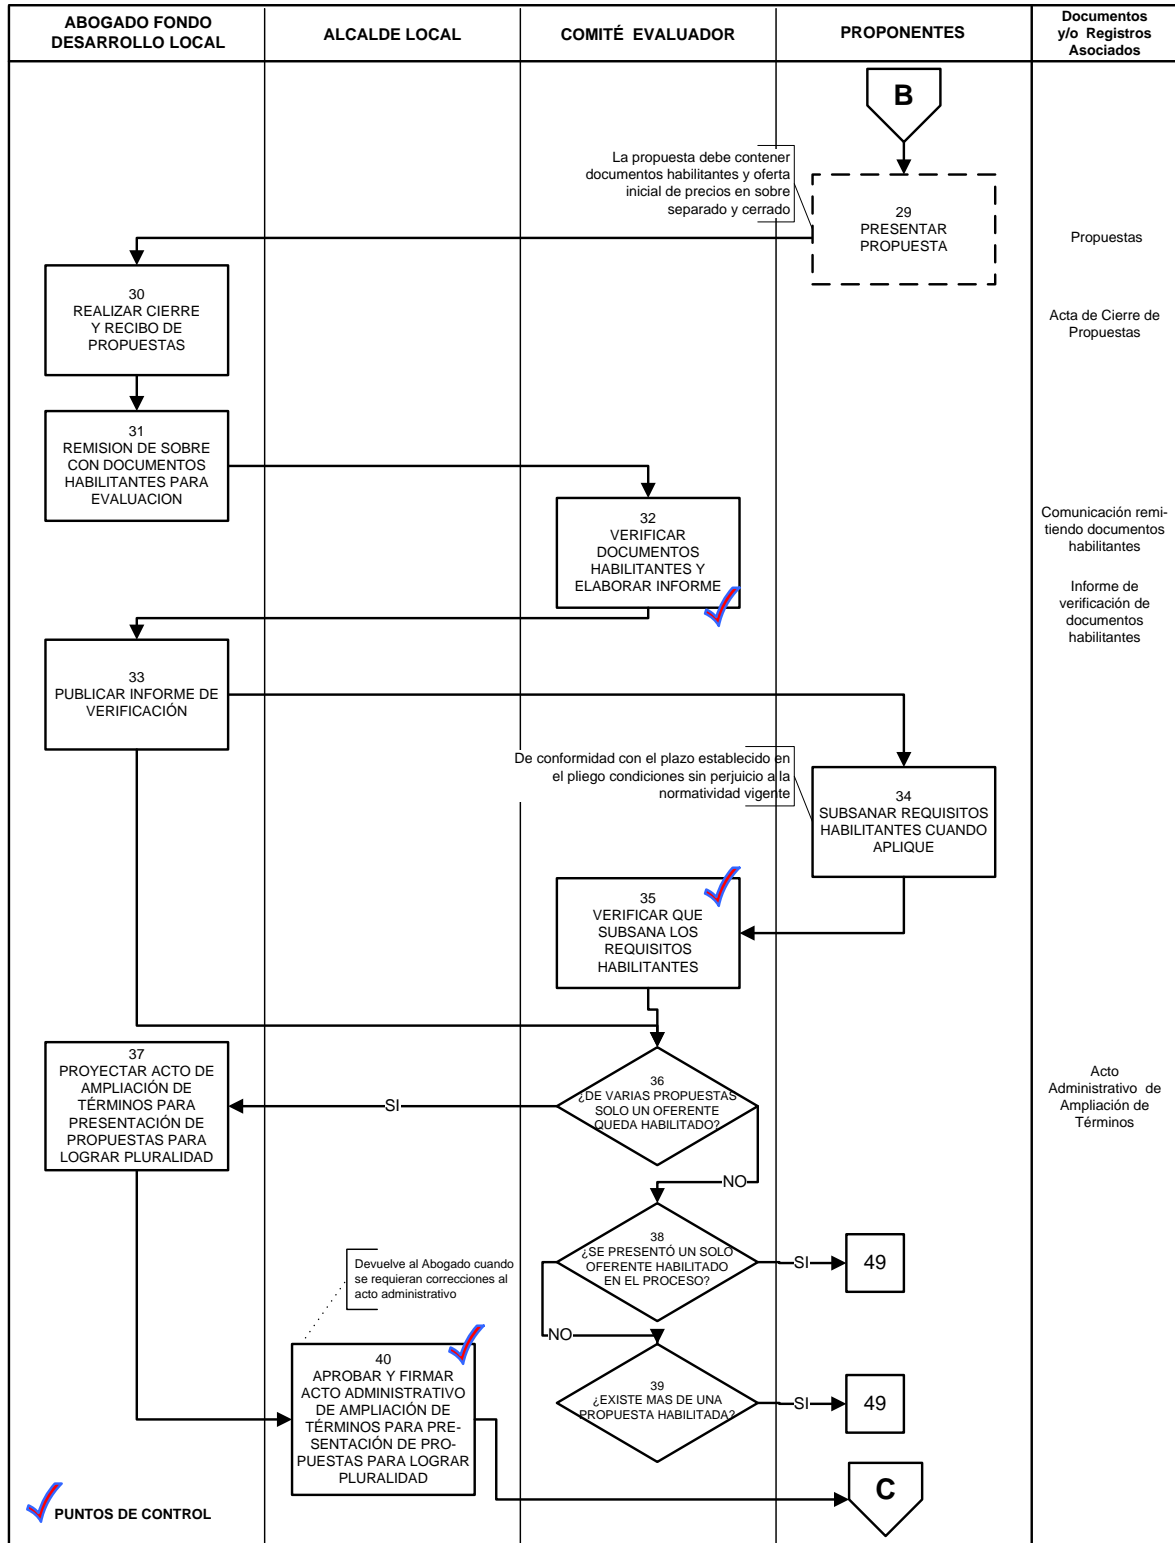 ABOGADO FONDO
DESARROLLO LOCAL
ALCALDE LOCAL
COMITÉ EVALUADOR
PROPONENTES
Documentos
y/o Registros
Asociados
B
La propuesta debe contener
documentos habilitantes y oferta
inicial de precios en sobre
separado y cerrado
29
PRESENTAR
PROPUESTA
Propuestas
30
REALIZAR CIERRE
Y RECIBO DE
PROPUESTAS
Acta de Cierre de
Propuestas
31
REMISION DE SOBRE
CON DOCUMENTOS
HABILITANTES PARA
EVALUACION
32
VERIFICAR
DOCUMENTOS
HABILITANTES Y
ELABORAR INFORME
Comunicación remi-
tiendo documentos
habilitantes
Informe de
verificación de
documentos
habilitantes
33
PUBLICAR INFORME DE
VERIFICACIÓN
De conformidad con el plazo establecido en
el pliego condiciones sin perjuicio a la
normatividad vigente
34
SUBSANAR REQUISITOS
HABILITANTES CUANDO
APLIQUE
35
VERIFICAR QUE
SUBSANA LOS
REQUISITOS
HABILITANTES
36
¿DE VARIAS PROPUESTAS
SOLO UN OFERENTE
QUEDA HABILITADO?
SI
37
PROYECTAR ACTO DE
AMPLIACIÓN DE
TÉRMINOS PARA
PRESENTACIÓN DE
PROPUESTAS PARA
LOGRAR PLURALIDAD
Acto
Administrativo de
Ampliación de
Términos
NO
38
¿SE PRESENTÓ UN SOLO
OFERENTE HABILITADO
EN EL PROCESO?
SI
49
Devuelve al Abogado cuando
se requieran correcciones al
acto administrativo
NO
39
¿EXISTE MAS DE UNA
PROPUESTA HABILITADA?
SI
49
40
APROBAR Y FIRMAR
ACTO ADMINISTRATIVO
DE AMPLIACIÓN DE
TÉRMINOS PARA PRE-
SENTACIÓN DE PRO-
PUESTAS PARA LOGRAR
PLURALIDAD
C
PUNTOS DE CONTROL